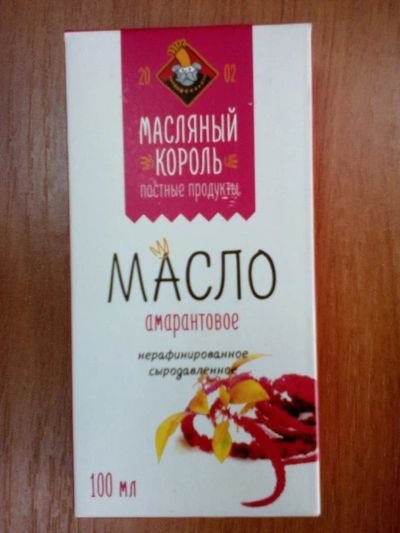 20 02
МАСЛЯНЫЙ
КОРОЛЬ
постные продукты
МАСЛО
амарантовое
нерафинированное
сыродавленное
100 мл